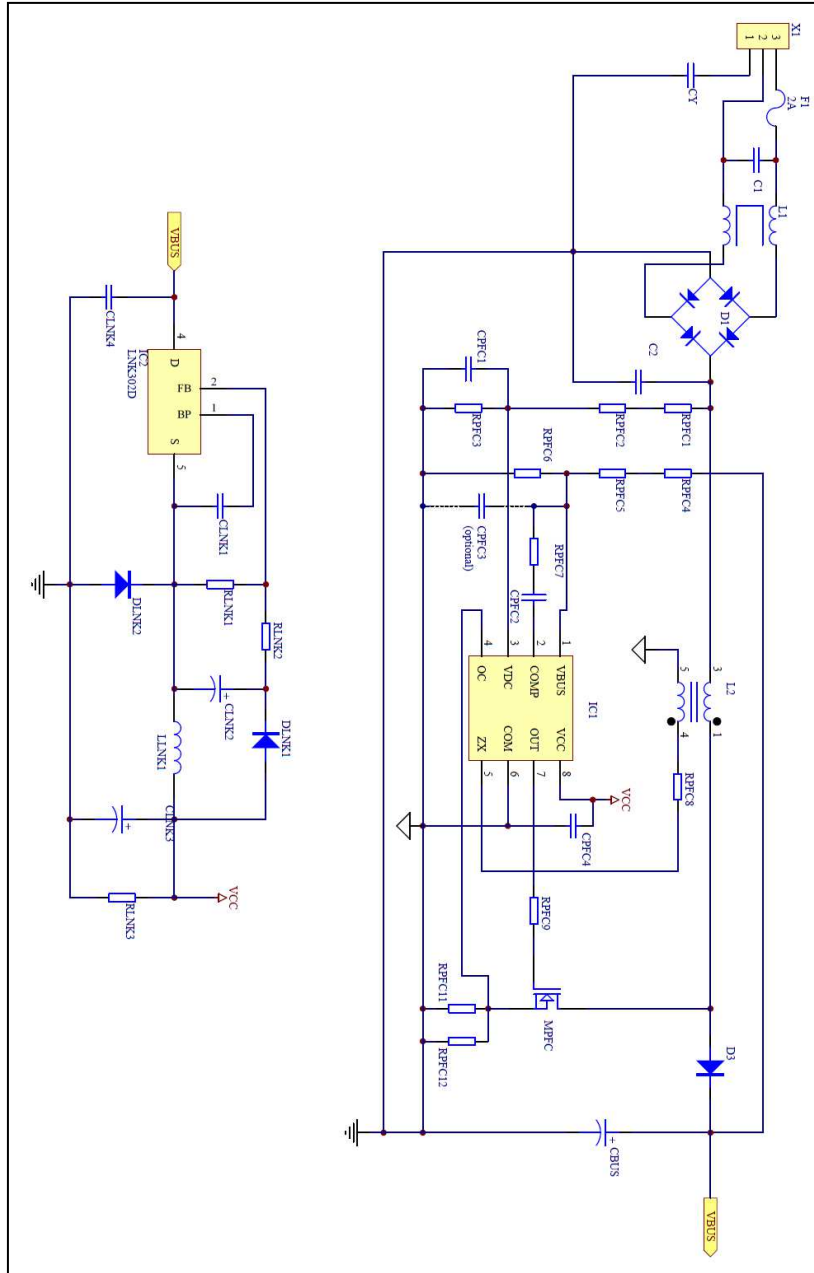 X1
3
2
1
F1
2A
CY
C1
L1
D1
C2
CPFC1
RPFC3
RPFC2
RPFC1
RPFC6
RPFC5
RPFC4
CPFC3
(optional)
RPFC7
CPFC2
L2
3
1
5
4
RPFC8
IC1
1
VBUS
2
COMP
3
VDC
4
OC
VCC
8
OUT
7
COM
6
ZX
5
VCC
CPFC4
RPFC9
MPFC
RPFC11
RPFC12
D3
+
CBUS
VBUS
VBUS
CLNK4
IC2
LNK302D
4
D
FB
2
BP
1
S
5
CLNK1
DLNK2
RLNK1
RLNK2
+
CLNK2
DLNK1
LLNK1
CLNK3
+
RLNK3
VCC